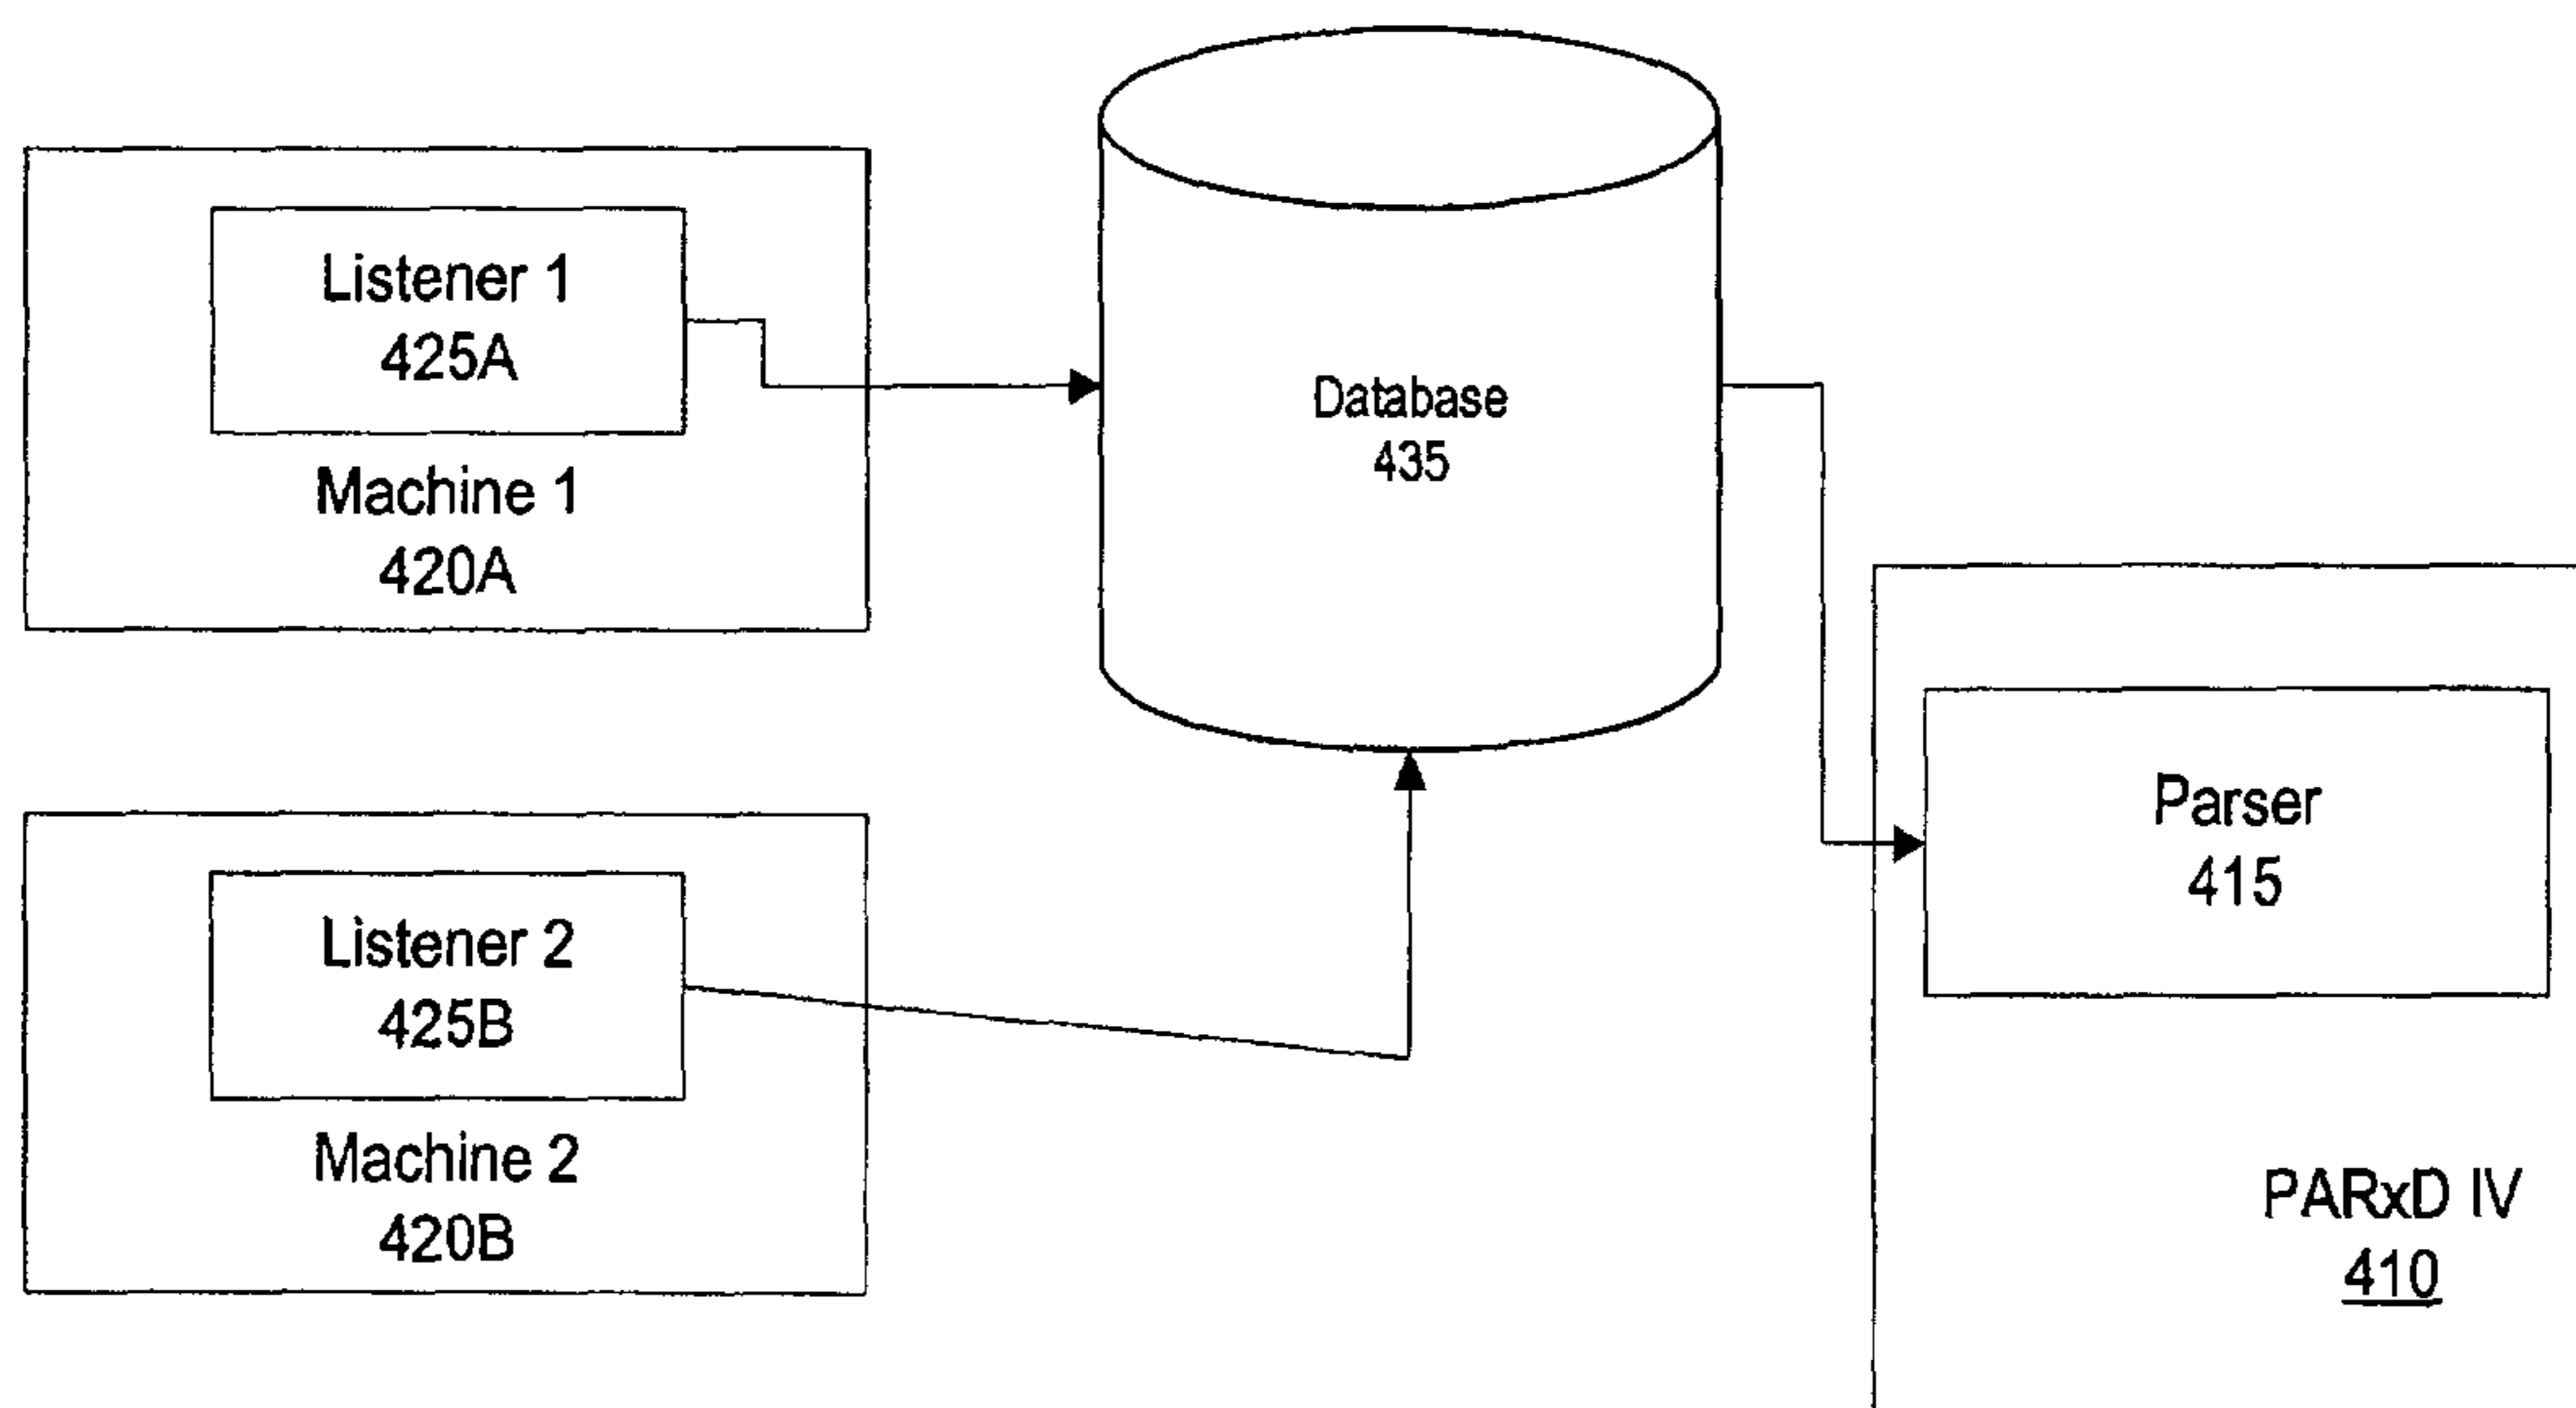 Listener 1
425A
Machine 1
420A
Database
435
Listener 2
425B
Machine 2
420B
Parser
415
PARxD IV
410